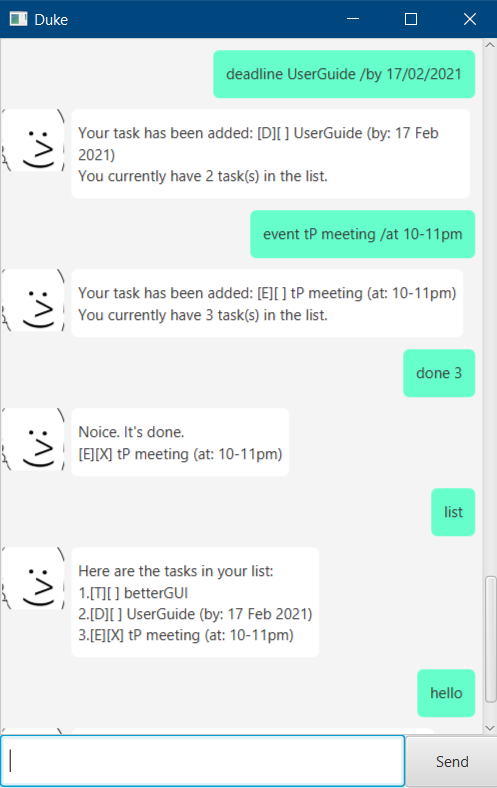 Duke
deadline UserGuide /by 17/02/2021
Your task has been added: [D][ ] UserGuide (by: 17 Feb
2021)
You currently have 2 task(s) in the list.
event tP meeting /at 10-11pm
Your task has been added: [E][ ] tP meeting (at: 10-11pm)
You currently have 3 task(s) in the list.
done 3
Noice. It's done.
[E][X] tP meeting (at: 10-11pm)
list
Here are the tasks in your list:
1.[T][ ] betterGUI
2.[D][ ] UserGuide (by: 17 Feb 2021)
3.[E][X] tP meeting (at: 10-11pm)
hello
Send